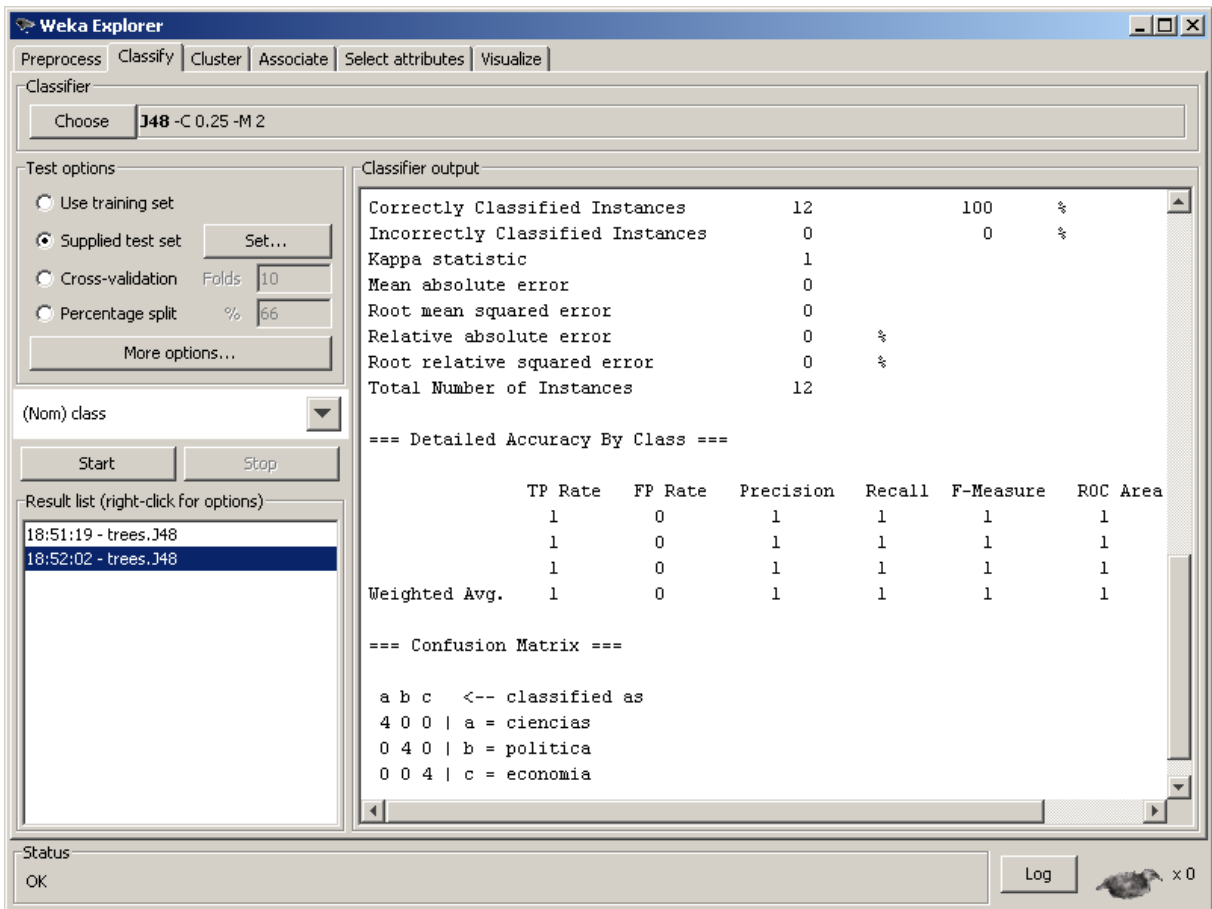 Weka Explorer
Preprocess Classify Cluster Associate Select attributes Visualize
Classifier
Choose J48 -C 0.25 -M 2
Test options
Use training set
Supplied test set Set...
Cross-validation Folds 10
Percentage split % 66
More options...
(Nom) class
Start Stop
Result list (right-click for options)
18:51:19 - trees.J48
18:52:02 - trees.J48
Classifier output
Correctly Classified Instances 12 100 %
Incorrectly Classified Instances 0 0 %
Kappa statistic 1
Mean absolute error 0
Root mean squared error 0
Relative absolute error 0 %
Root relative squared error 0 %
Total Number of Instances 12
=== Detailed Accuracy By Class ===
TP Rate FP Rate Precision Recall F-Measure ROC Area
1 0 1 1 1 1
1 0 1 1 1 1
1 0 1 1 1 1
Weighted Avg. 1 0 1 1 1 1
=== Confusion Matrix ===
a b c <-- classified as
4 0 0 | a = ciencias
0 4 0 | b = politica
0 0 4 | c = economia
Status
OK
Log x 0